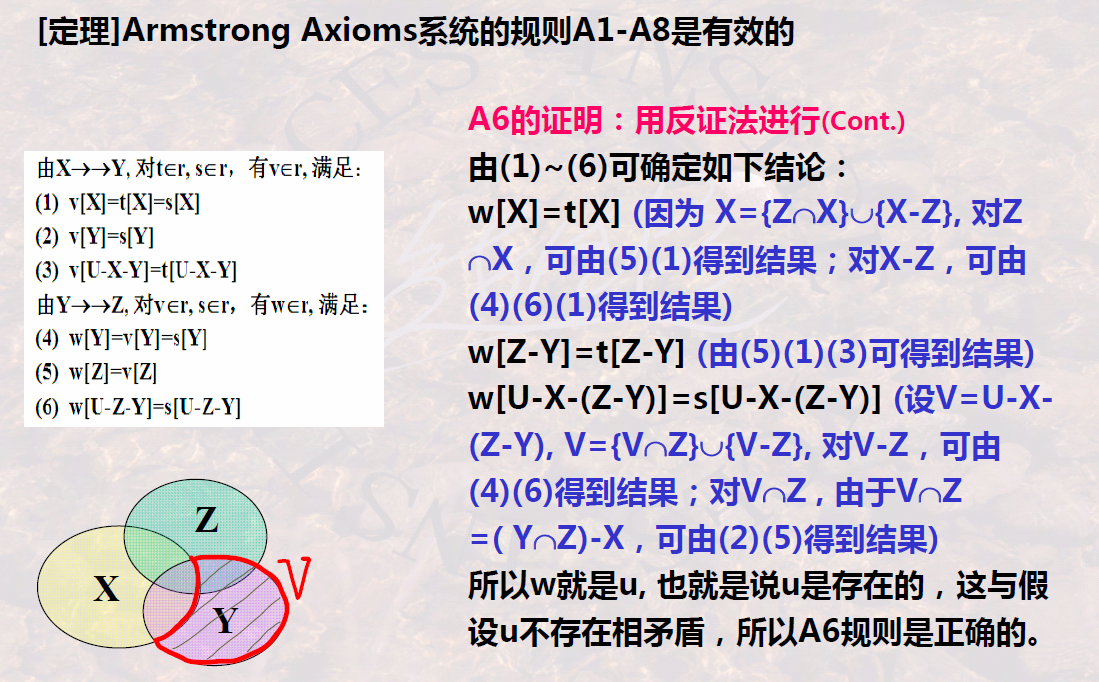 [定理]Armstrong Axioms系统的规则A1-A8是有效的
由X→→Y, 对t∈r, s∈r，有v∈r, 满足：
(1) v[X]=t[X]=s[X]
(2) v[Y]=s[Y]
(3) v[U-X-Y]=t[U-X-Y]
由Y→→Z, 对v∈r, s∈r，有w∈r, 满足：
(4) w[Y]=v[Y]=s[Y]
(5) w[Z]=v[Z]
(6) w[U-Z-Y]=s[U-Z-Y]
A6的证明：用反证法进行(Cont.)
由(1)~(6)可确定如下结论：
w[X]=t[X] (因为 X={Z∩X}∪{X-Z}, 对Z
∩X，可由(5)(1)得到结果；对X-Z，可由
(4)(6)(1)得到结果)
w[Z-Y]=t[Z-Y] (由(5)(1)(3)可得到结果)
w[U-X-(Z-Y)]=s[U-X-(Z-Y)] (设V=U-X-
(Z-Y), V={V∩Z}∪{V-Z}, 对V-Z，可由
(4)(6)得到结果；对V∩Z，由于V∩Z
=( Y∩Z)-X，可由(2)(5)得到结果)
所以w就是u, 也就是说u是存在的，这与假
设u不存在相矛盾，所以A6规则是正确的。
Z
X
Y
V